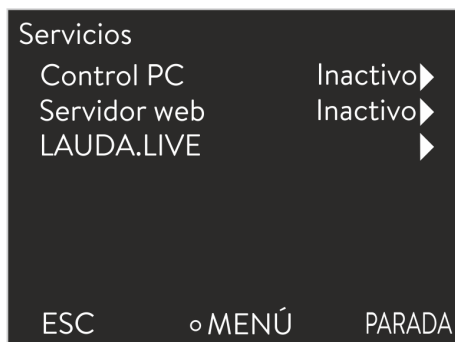 Servicios
Control PC Inactivo
Servidor web Inactivo
LAUDA.LIVE
ESC MENÚ PARADA